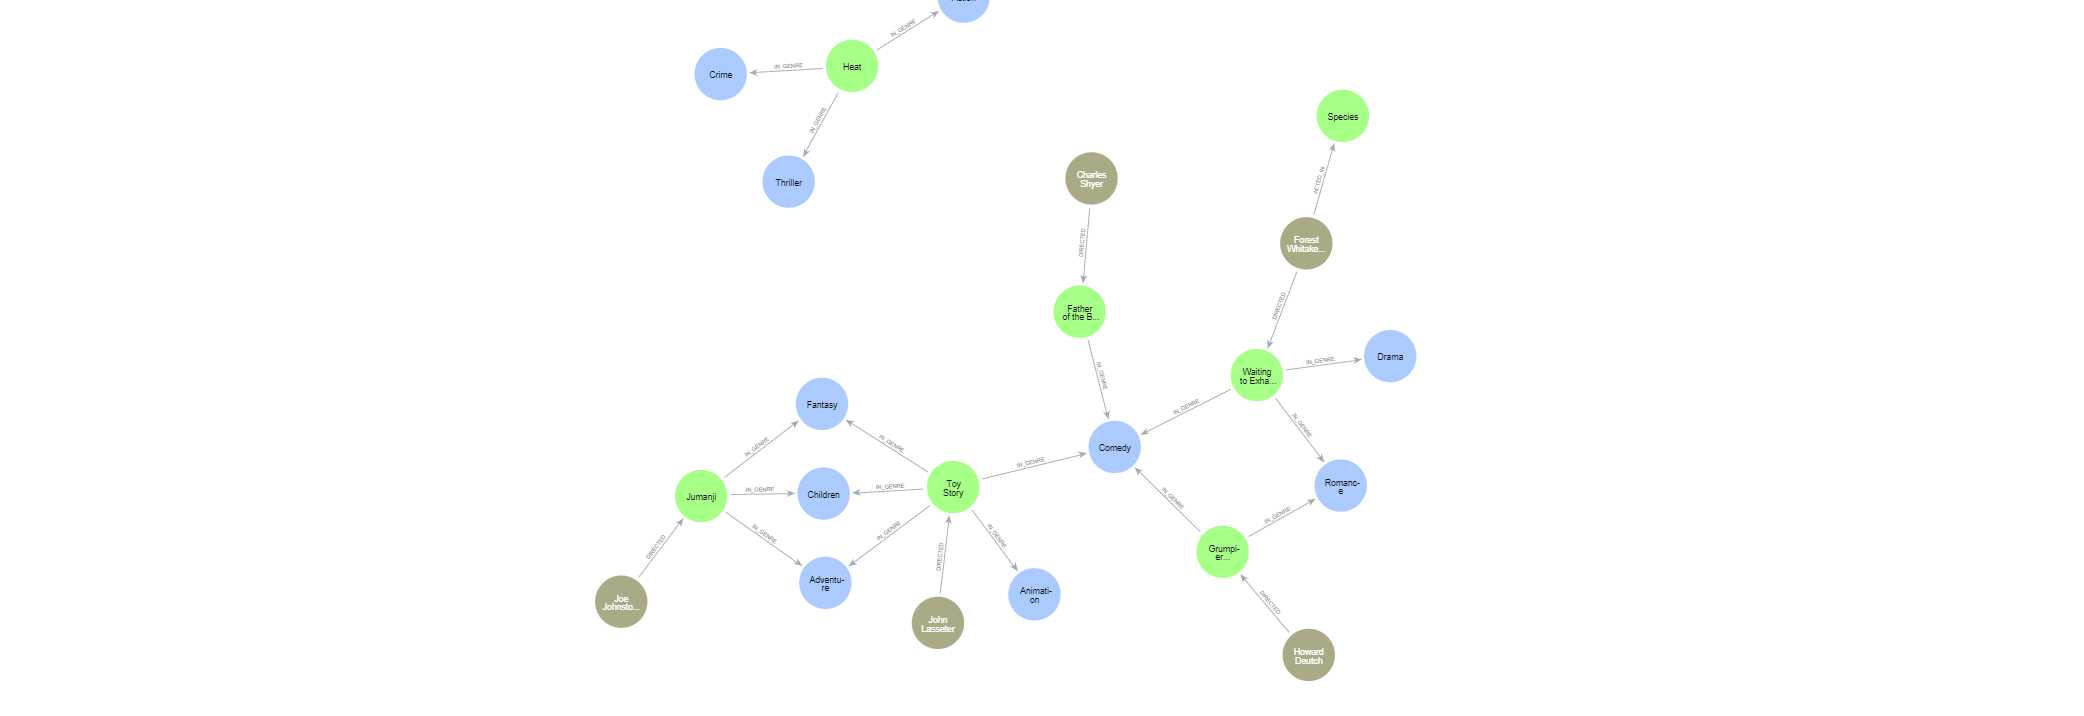 IN_GENRE
Crime
IN_GENRE
Heat
IN_GENRE
Thriller
Species
ACTED_IN
Charles
Shyer
Forest
Whitake...
DIRECTED
DIRECTED
Father
of the B...
IN_GENRE
Waiting
to Exha...
IN_GENRE
Drama
IN_GENRE
IN_GENRE
Fantasy
IN_GENRE
IN_GENRE
Comedy
IN_GENRE
Jumanji
IN_GENRE
Children
IN_GENRE
Toy
Story
IN_GENRE
Romanc-
e
IN_GENRE
IN_GENRE
IN_GENRE
IN_GENRE
DIRECTED
DIRECTED
Grumpi-
er...
Adventu-
re
Animati-
on
Joe
Johnsto...
John
Lasseter
DIRECTED
Howard
Deutch